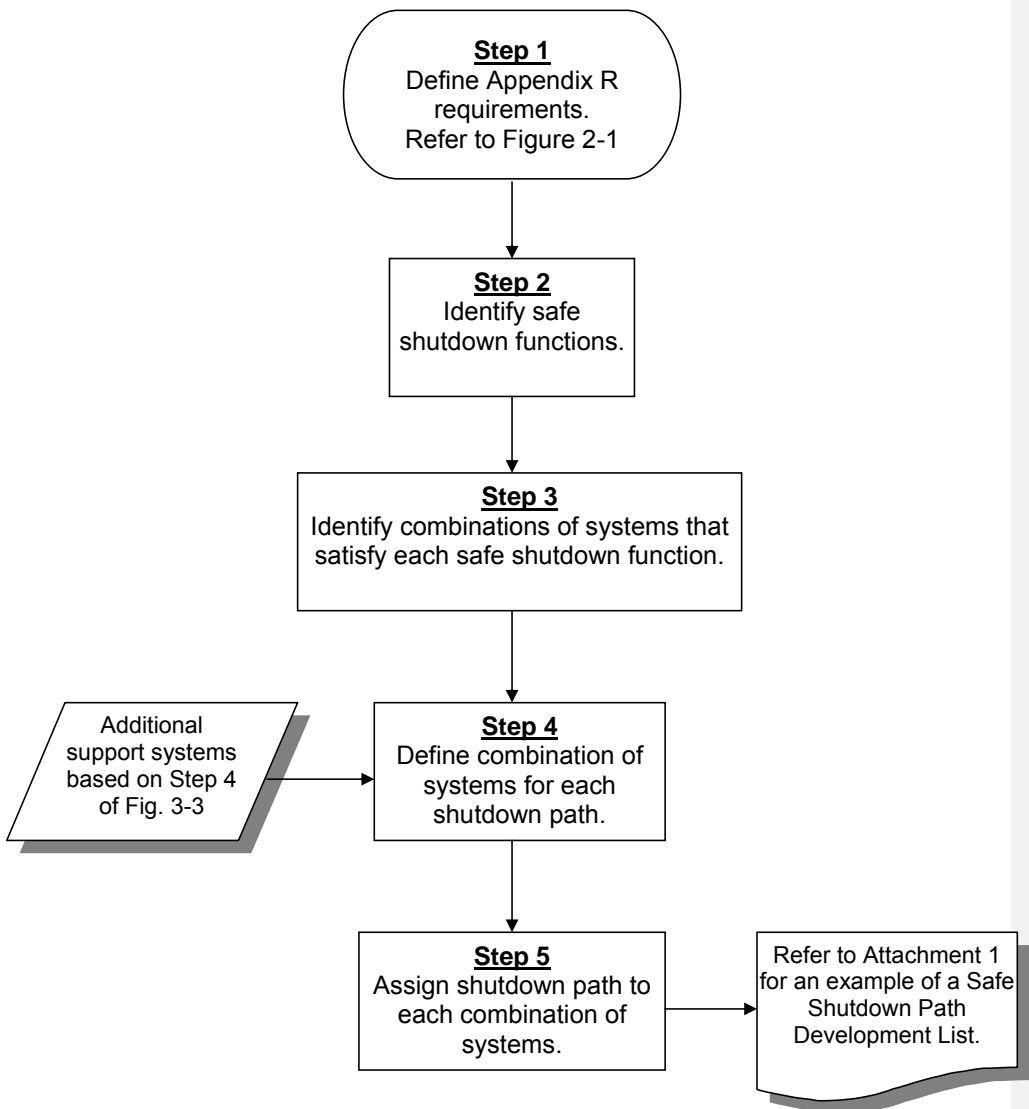 Step 1
Define Appendix R
requirements.
Refer to Figure 2-1
Step 2
Identify safe
shutdown functions.
Step 3
Identify combinations of systems that
satisfy each safe shutdown function.
Additional
support systems
based on Step 4
of Fig. 3-3
Step 4
Define combination of
systems for each
shutdown path.
Step 5
Assign shutdown path to
each combination of
systems.
Refer to Attachment 1
for an example of a Safe
Shutdown Path
Development List.